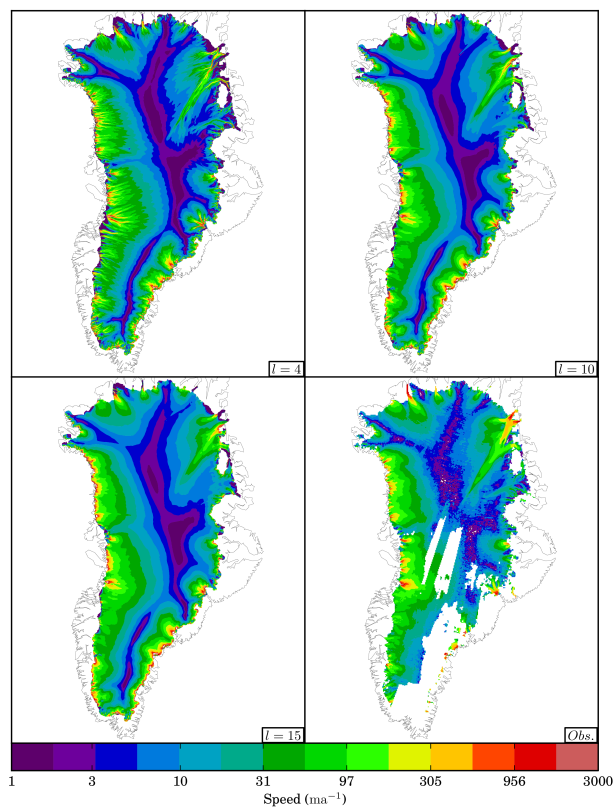 l = 4
l = 10
l = 15
Obs.
1 3 10 31 97 305 956 3000
Speed (ma⁻¹)